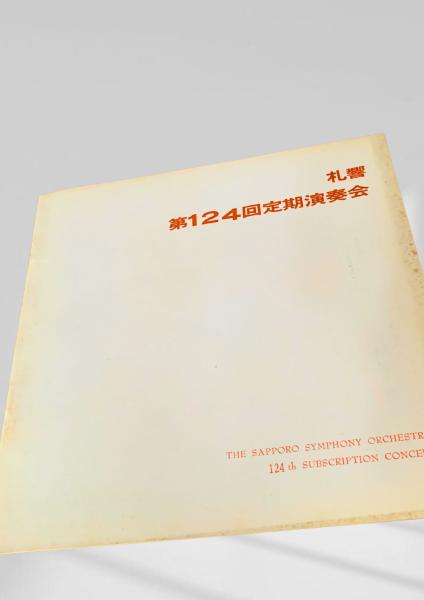 札響
第124回定期演奏会
THE SAPPORO SYMPHONY ORCHESTR
124 th SUBSCRIPTION CONCE